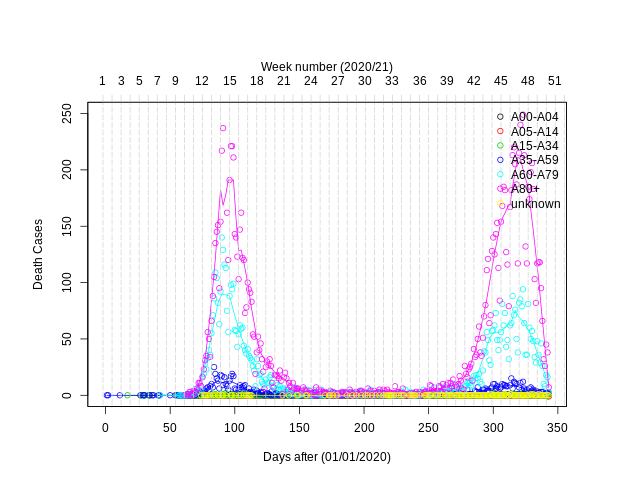 Week number (2020/21)
1 3 5 7 9 12 15 18 21 24 27 30 33 36 39 42 45 48 51
250
200
150
100
50
0
Death Cases
A00-A04
A05-A14
A15-A34
A35-A59
A60-A79
A80+
unknown
0 50 100 150 200 250 300 350
Days after (01/01/2020)